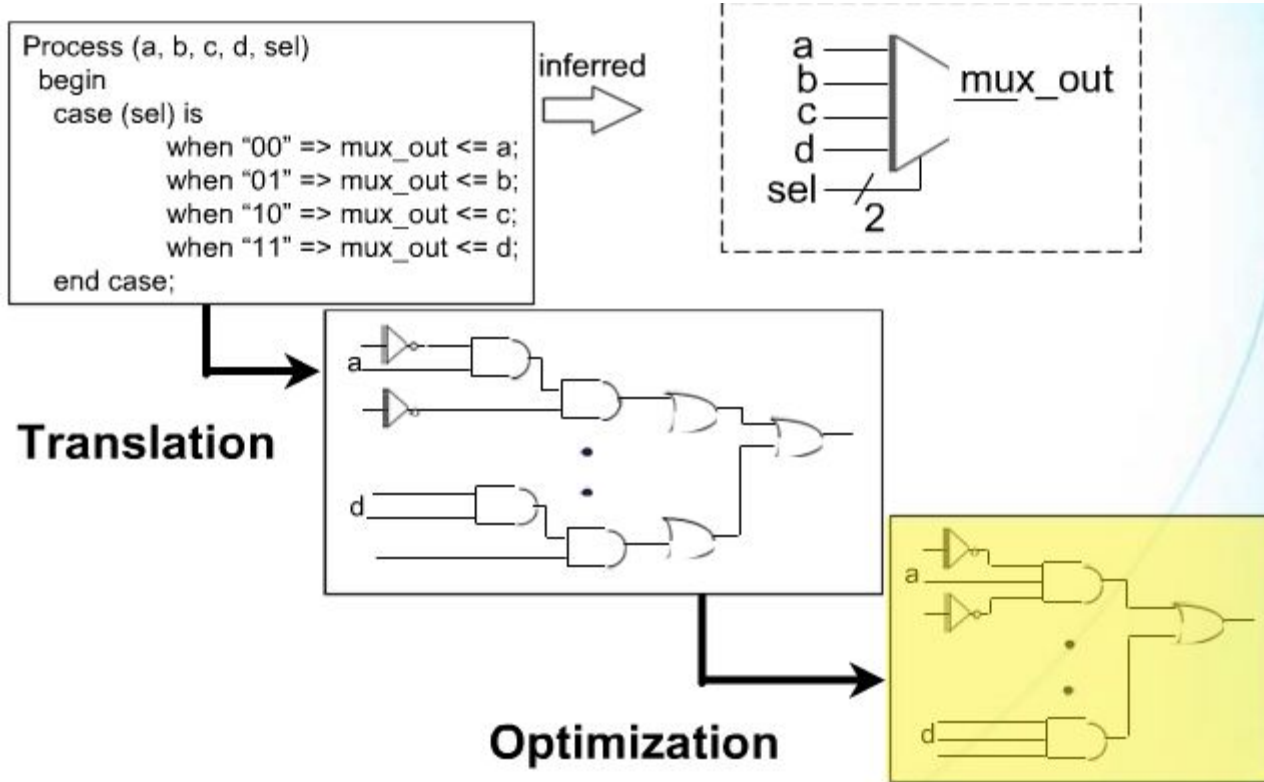 Process (a, b, c, d, sel)
begin
case (sel) is
when “00” => mux_out <= a;
when “01” => mux_out <= b;
when “10” => mux_out <= c;
when “11” => mux_out <= d;
end case;
inferred
a
b
c
d
sel
2
mux_out
Translation
a
d
Optimization
a
d